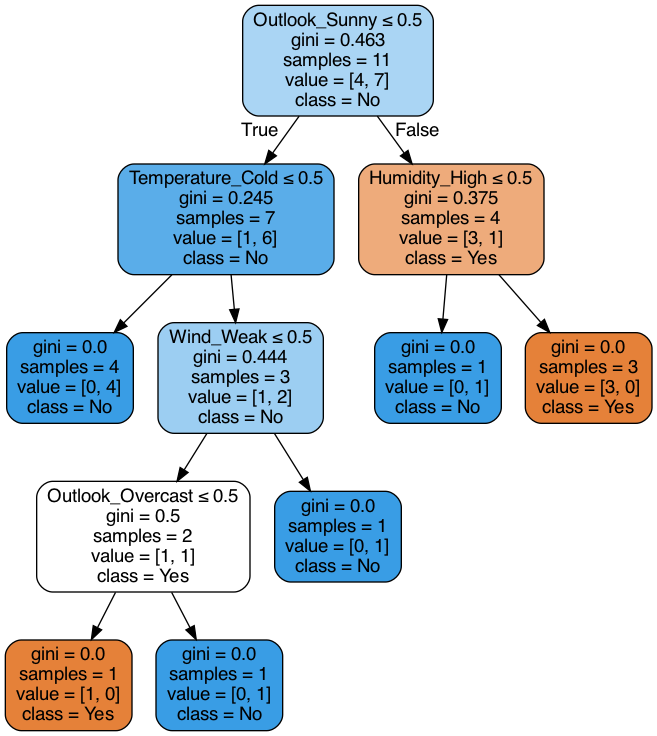 Outlook_Sunny ≤ 0.5
gini = 0.463
samples = 11
value = [4, 7]
class = No
True
False
Temperature_Cold ≤ 0.5
gini = 0.245
samples = 7
value = [1, 6]
class = No
Humidity_High ≤ 0.5
gini = 0.375
samples = 4
value = [3, 1]
class = Yes
gini = 0.0
samples = 4
value = [0, 4]
class = No
Wind_Weak ≤ 0.5
gini = 0.444
samples = 3
value = [1, 2]
class = No
gini = 0.0
samples = 1
value = [0, 1]
class = No
gini = 0.0
samples = 3
value = [3, 0]
class = Yes
Outlook_Overcast ≤ 0.5
gini = 0.5
samples = 2
value = [1, 1]
class = Yes
gini = 0.0
samples = 1
value = [0, 1]
class = No
gini = 0.0
samples = 1
value = [1, 0]
class = Yes
gini = 0.0
samples = 1
value = [0, 1]
class = No